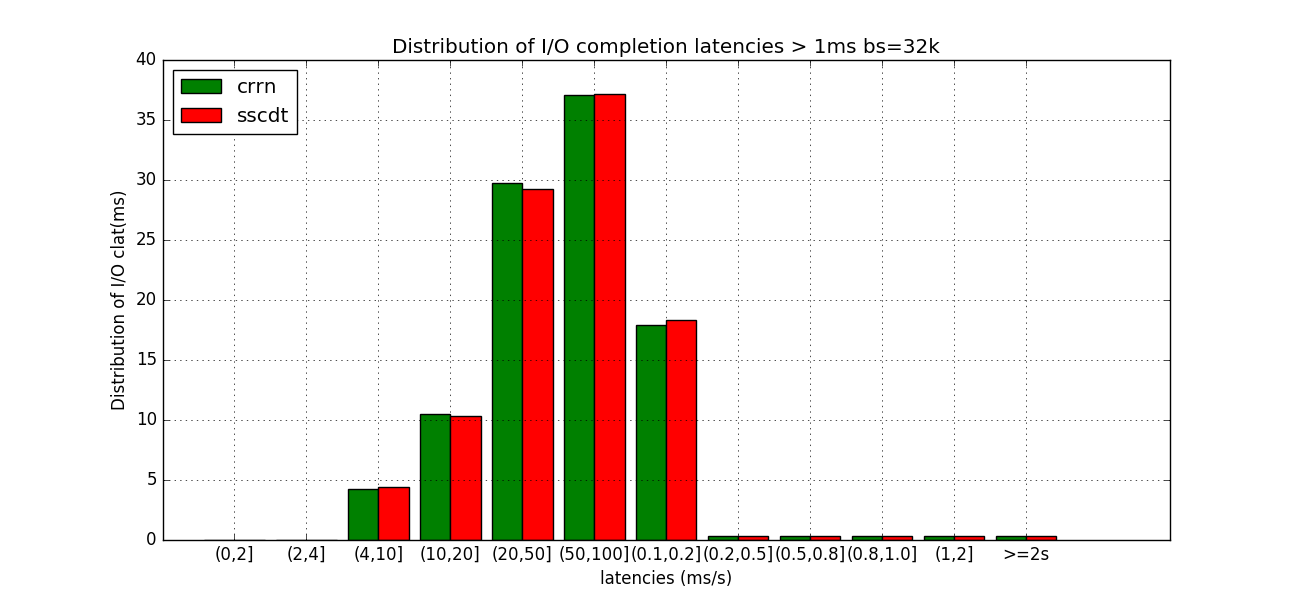 Distribution of I/O completion latencies > 1ms bs=32k
crrn
sscdt
Distribution of I/O clat(ms)
40
35
30
25
20
15
10
5
0
(0,2] (2,4] (4,10] (10,20] (20,50] (50,100] (0.1,0.2] (0.2,0.5] (0.5,0.8] (0.8,1.0] (1,2] >=2s
latencies (ms/s)